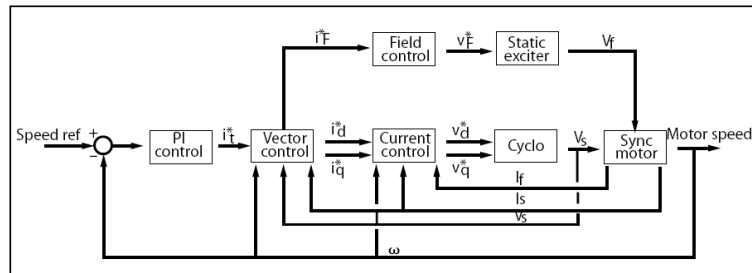 i*F
Field control
v*F
Static exciter
Vf
Speed ref
+
−
PI control
i*t
Vector control
i*d
i*q
Current control
v*d
v*q
Cyclo
Vs
Sync motor
Motor speed
If
Is
Vs
ω